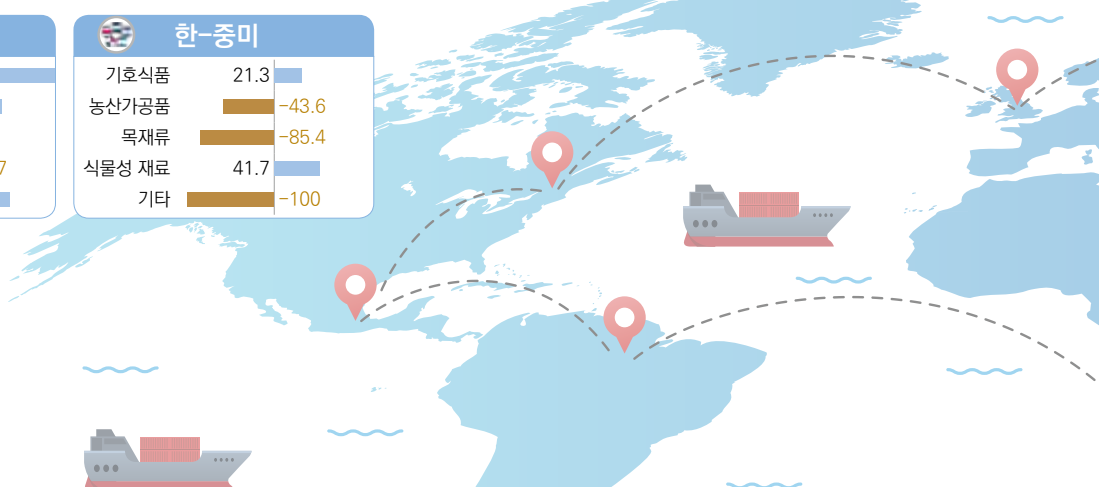 한-중미
기호식품 21.3
농산가공품 -43.6
목재류 -85.4
식물성 재료 41.7
7
기타 -100